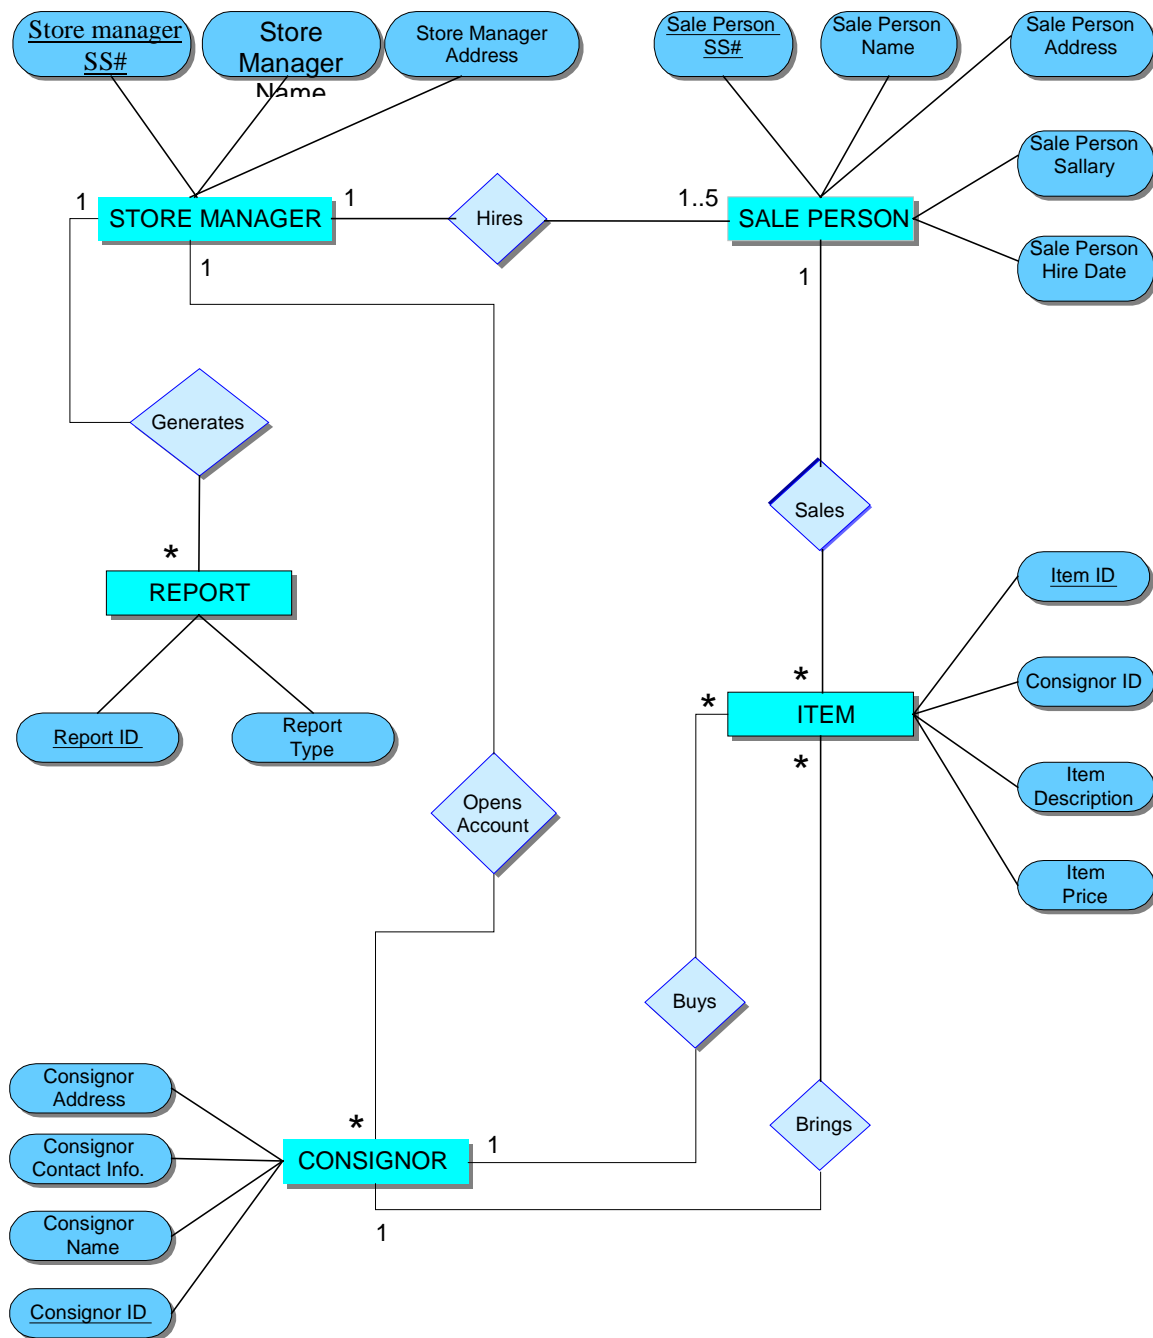 Store manager
SS#
Store
Manager
Name
Store Manager
Address
Sale Person
SS#
Sale Person
Name
Sale Person
Address
Sale Person
Sallary
Sale Person
Hire Date
1
STORE MANAGER
1
Hires
1..5
SALE PERSON
1
1
Generates
*
REPORT
Report ID
Report
Type
Sales
*
*
ITEM
*
Item ID
Consignor ID
Item
Description
Item
Price
Opens
Account
Buys
Brings
*
CONSIGNOR
1
1
Consignor
Address
Consignor
Contact Info.
Consignor
Name
Consignor ID